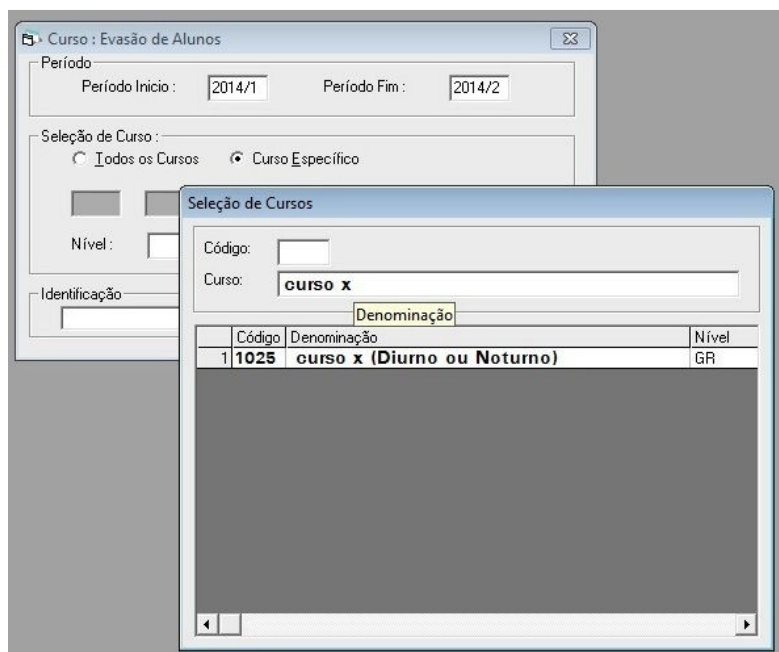 Curso : Evasão de Alunos
Período
Período Inicio : 2014/1 Período Fim : 2014/2
Seleção de Curso :
Todos os Cursos Curso Específico
Nível :
Identificação
Seleção de Cursos
Código:
Curso: curso x
Denominação
Código Denominação Nível
1 1025 curso x (Diurno ou Noturno) GR